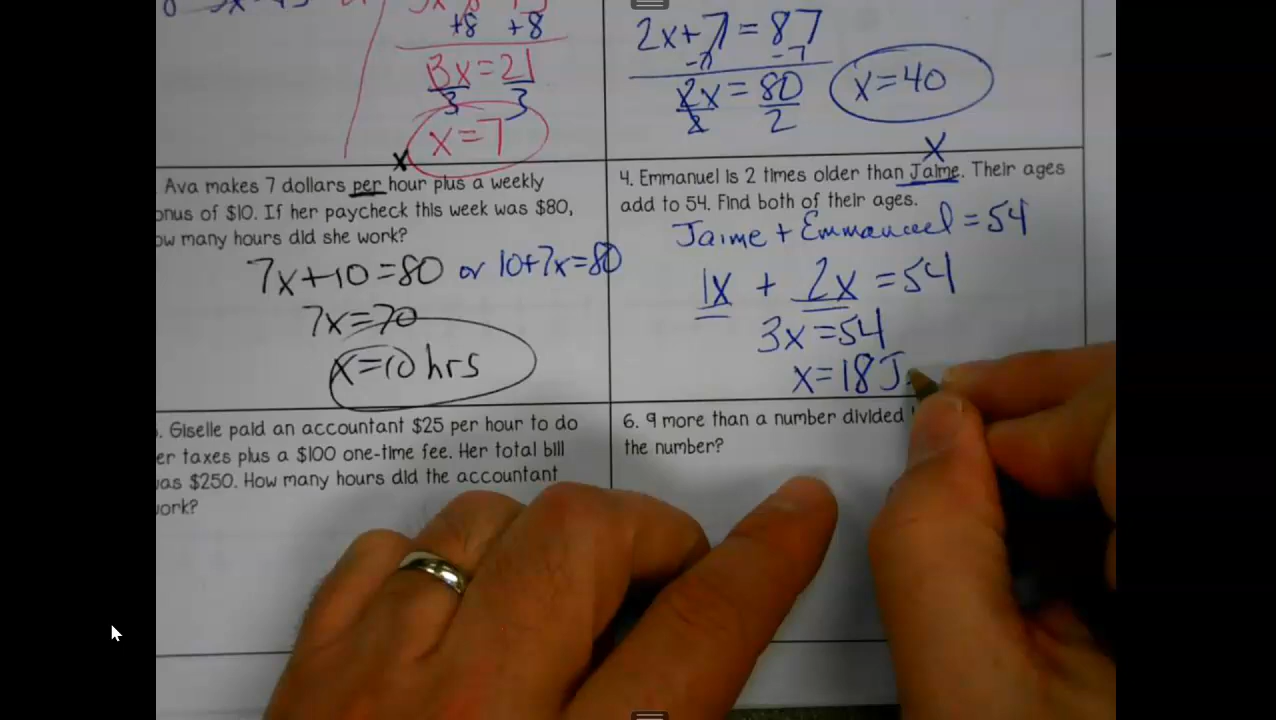 +8 +8
3x=21
3 3
x=7
2x+7=87
-7 -7
2x=80
2 2
x=40
x
Ava makes 7 dollars per hour plus a weekly
of $10. If her paycheck this week was $80,
many hours did she work?
7x+10=80 or 10+7x=80
7x=70
x=10 hrs
x
4. Emmanuel is 2 times older than Jaime. Their ages
add to 54. Find both of their ages.
Jaime + Emmanuel = 54
1x + 2x = 54
3x=54
x=18 J
Giselle paid an accountant $25 per hour to do
taxes plus a $100 one-time fee. Her total bill
$250. How many hours did the accountant
6. 9 more than a number divided
the number?